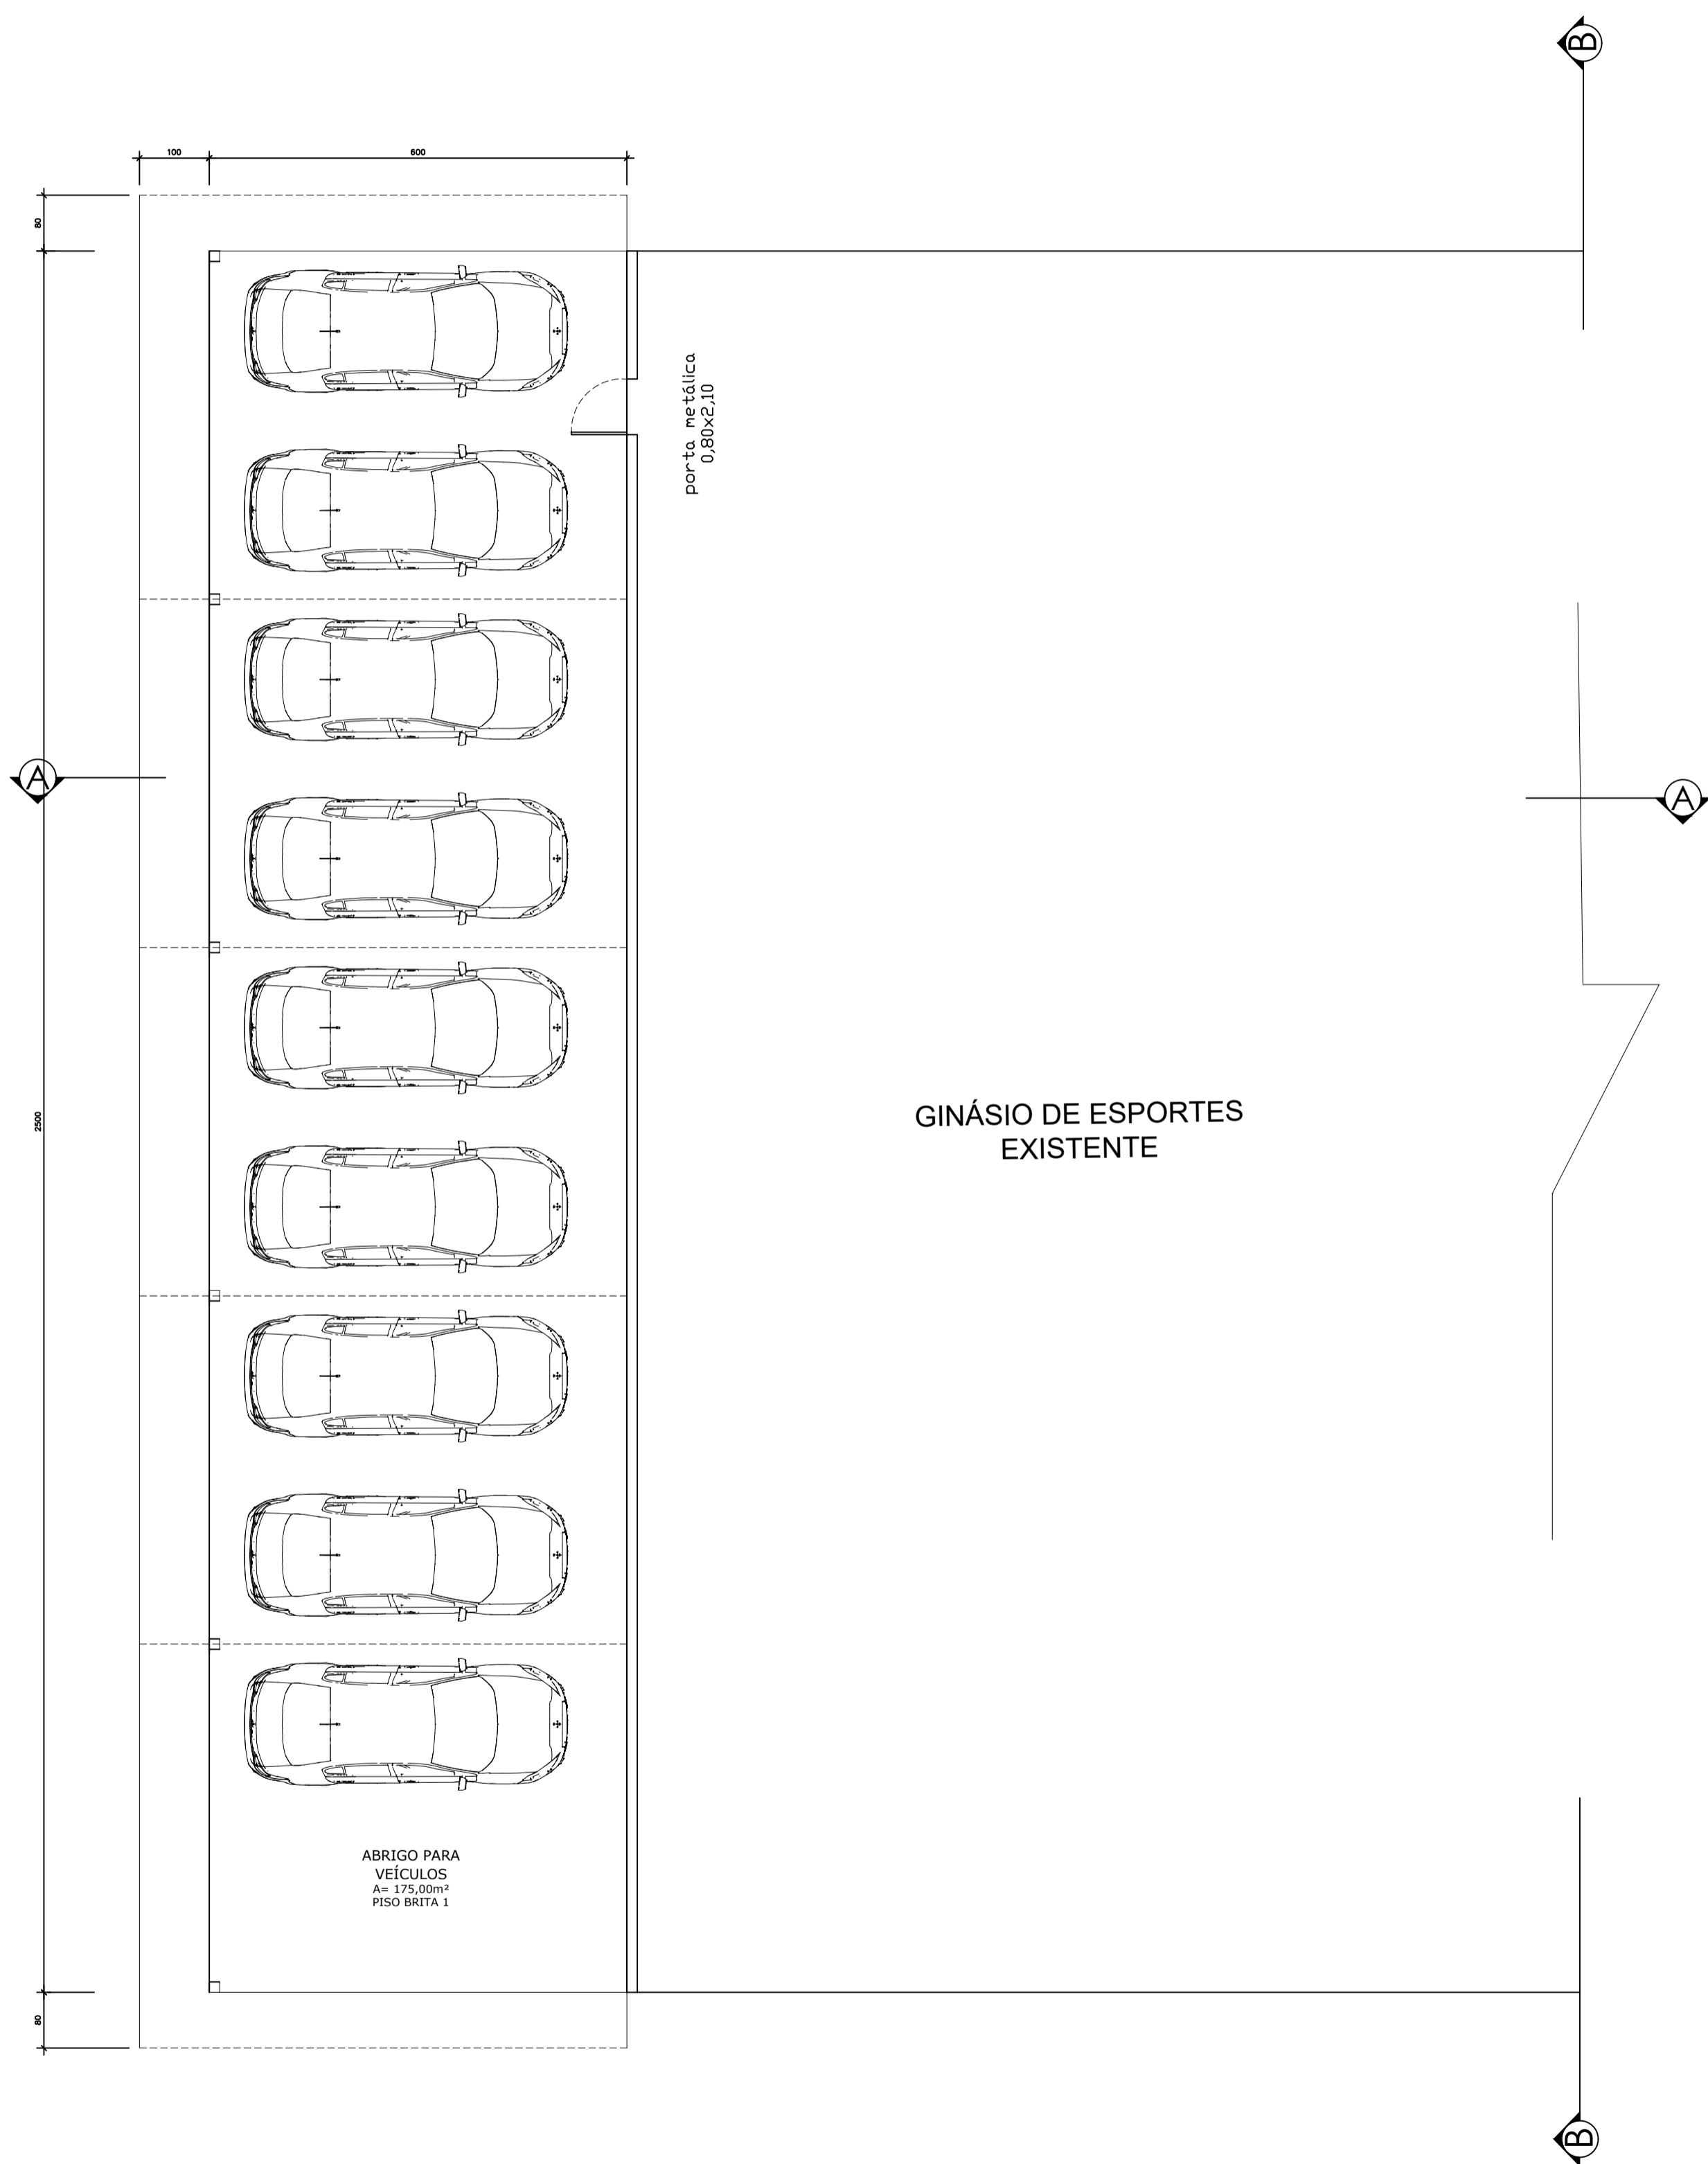 B
100
600
80
porta metálica
0,80x2,10
A
A
2500
GINÁSIO DE ESPORTES
EXISTENTE
ABRIGO PARA
VEÍCULOS
A= 175,00m²
PISO BRITA 1
80
B